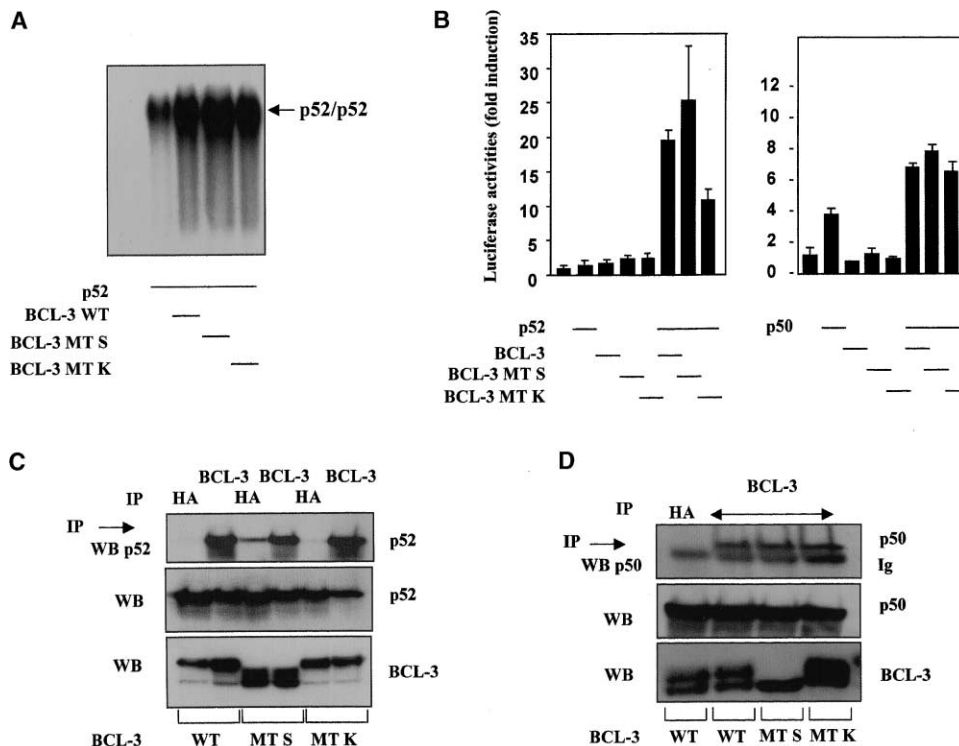 A
p52/p52
p52
BCL-3 WT
BCL-3 MT S
BCL-3 MT K
B
Luciferase activities (fold induction)
35
30
25
20
15
10
5
0
12
10
8
6
4
2
0
p52
BCL-3
BCL-3 MT S
BCL-3 MT K
p50
C
BCL-3 BCL-3 BCL-3
IP HA HA HA
IP
WB p52
p52
WB
p52
WB
BCL-3
BCL-3 WT MT S MT K
D
BCL-3
IP HA
IP
WB p50
p50
Ig
WB
p50
WB
BCL-3
BCL-3 WT WT MT S MT K